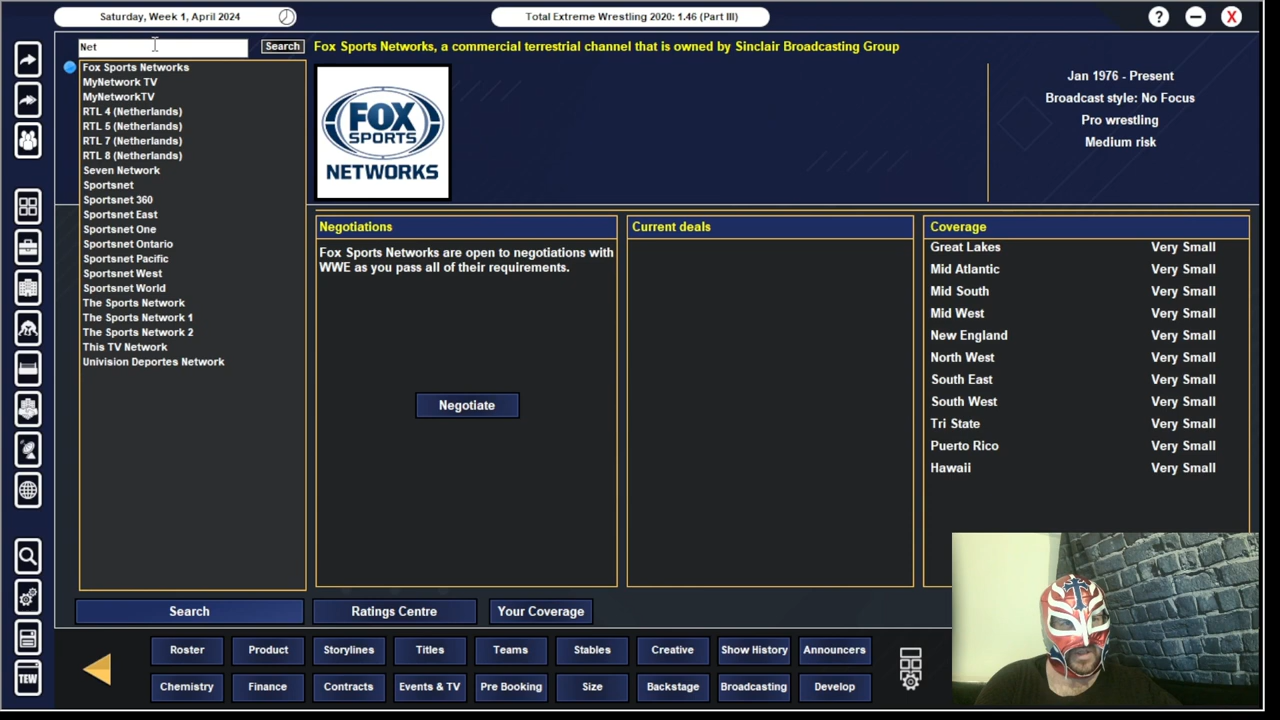 Saturday, Week 1, April 2024
Total Extreme Wrestling 2020: 1.46 (Part III)
?
X
Net
Search
Fox Sports Networks, a commercial terrestrial channel that is owned by Sinclair Broadcasting Group
Fox Sports Networks
MyNetwork TV
MyNetworkTV
RTL 4 (Netherlands)
RTL 5 (Netherlands)
RTL 7 (Netherlands)
RTL 8 (Netherlands)
Seven Network
Sportsnet
Sportsnet 360
Sportsnet East
Sportsnet One
Sportsnet Ontario
Sportsnet Pacific
Sportsnet West
Sportsnet World
The Sports Network
The Sports Network 1
The Sports Network 2
This TV Network
Univision Deportes Network
FOX
SPORTS
NETWORKS
Jan 1976 - Present
Broadcast style: No Focus
Pro wrestling
Medium risk
Negotiations
Fox Sports Networks are open to negotiations with
WWE as you pass all of their requirements.
Negotiate
Current deals
Coverage
Great Lakes Very Small
Mid Atlantic Very Small
Mid South Very Small
Mid West Very Small
New England Very Small
North West Very Small
South East Very Small
South West Very Small
Tri State Very Small
Puerto Rico Very Small
Hawaii Very Small
Search
Ratings Centre
Your Coverage
Roster
Product
Storylines
Titles
Teams
Stables
Creative
Show History
Announcers
Chemistry
Finance
Contracts
Events & TV
Pre Booking
Size
Backstage
Broadcasting
Develop
TEW